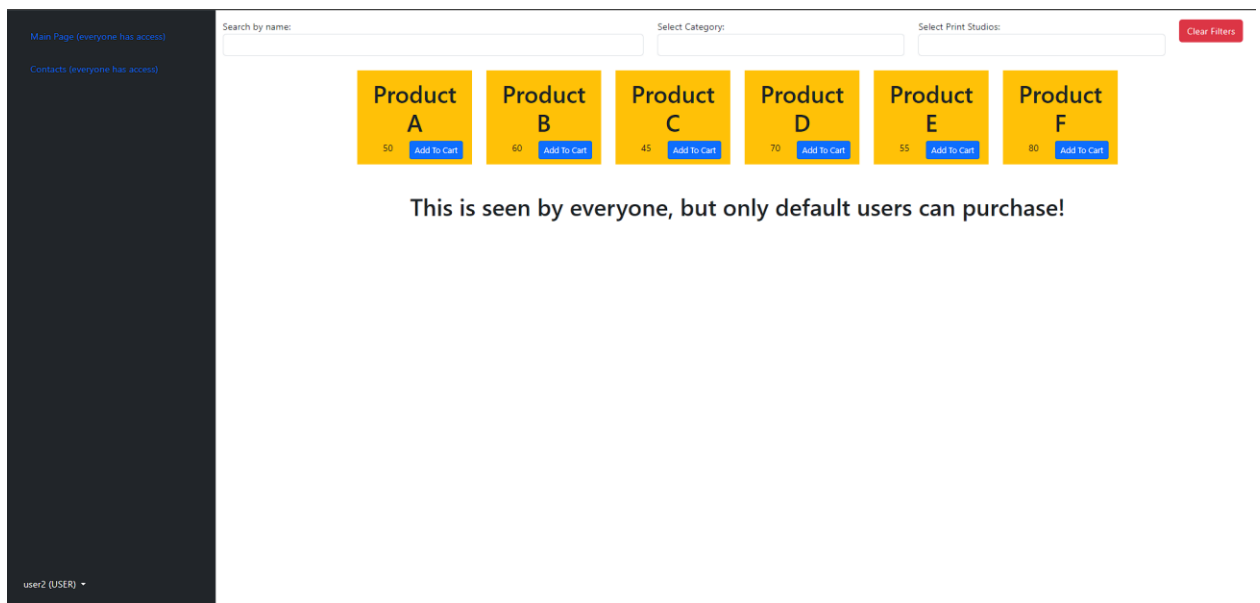 Main Page (everyone has access)
Contacts (everyone has access)
user2 (USER)
Search by name:
Select Category:
Select Print Studios:
Clear Filters
Product
A
50 Add To Cart
Product
B
60 Add To Cart
Product
C
45 Add To Cart
Product
D
70 Add To Cart
Product
E
55 Add To Cart
Product
F
80 Add To Cart
This is seen by everyone, but only default users can purchase!